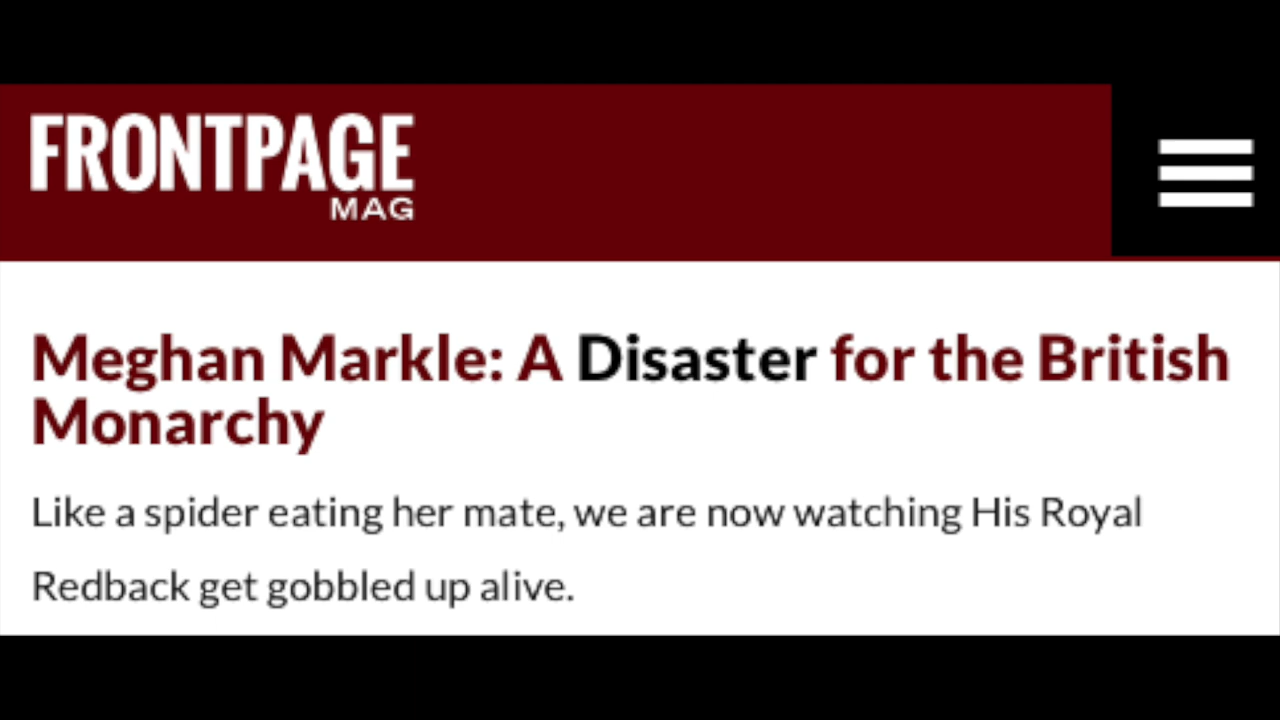 FRONTPAGE
MAG
Meghan Markle: A Disaster for the British
Monarchy
Like a spider eating her mate, we are now watching His Royal
Redback get gobbled up alive.